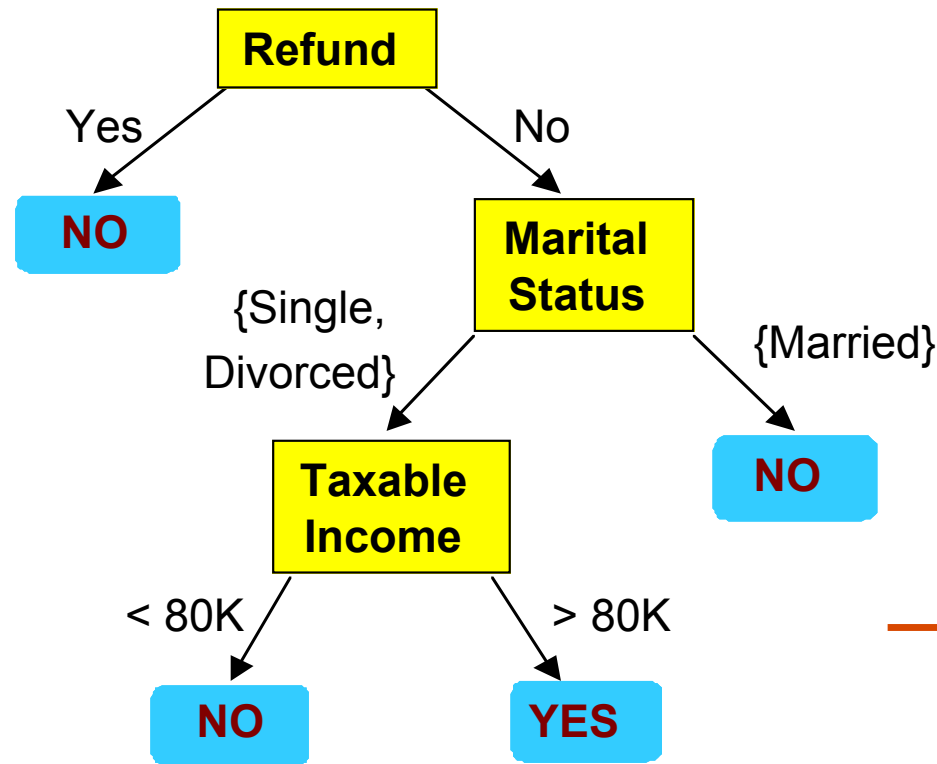 Refund
Yes
No
NO
Marital
Status
{Single,
Divorced}
{Married}
Taxable
Income
NO
< 80K
> 80K
NO
YES